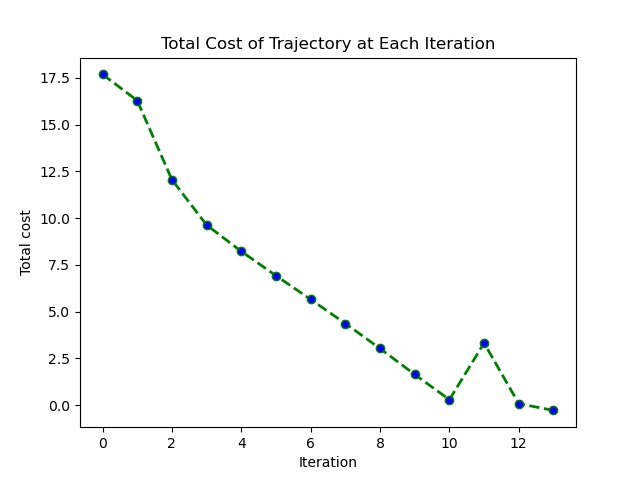 Total Cost of Trajectory at Each Iteration
17.5
15.0
12.5
10.0
7.5
5.0
2.5
0.0
Total cost
0 2 4 6 8 10 12
Iteration